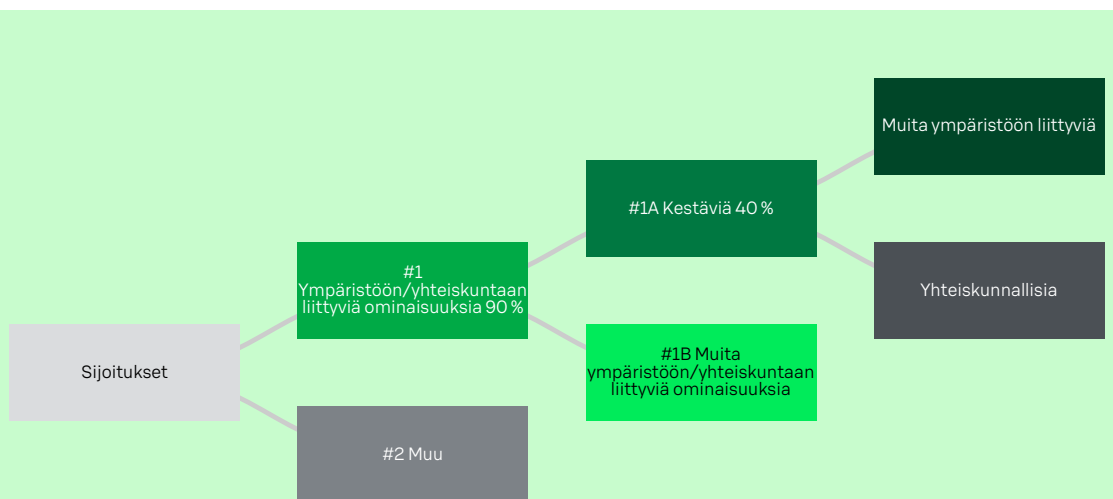 Muita ympäristöön liittyviä
#1A Kestäviä 40 %
#1
Ympäristöön/yhteiskuntaan
liittyviä ominaisuuksia 90 %
Yhteiskunnallisia
Sijoitukset
#1B Muita
ympäristöön/yhteiskuntaan
liittyviä ominaisuuksia
#2 Muu